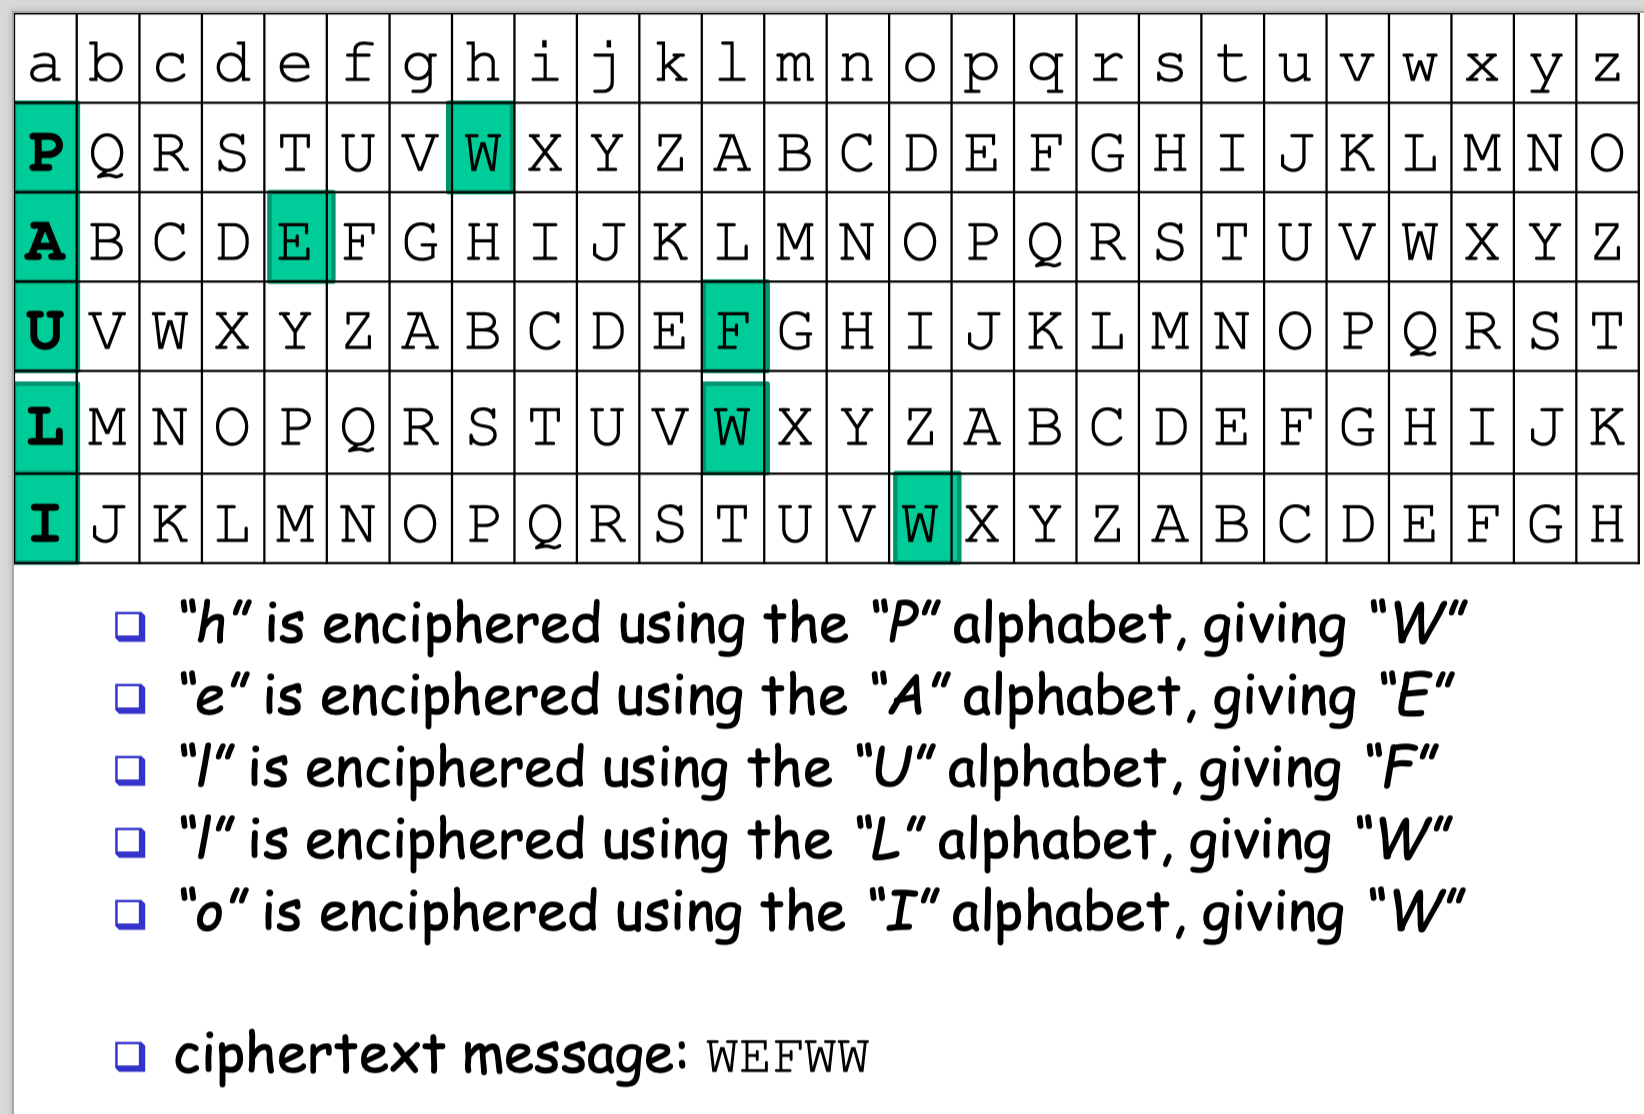 a b c d e f g h i j k l m n o p q r s t u v w x y z
P Q R S T U V W X Y Z A B C D E F G H I J K L M N O
A B C D E F G H I J K L M N O P Q R S T U V W X Y Z
U V W X Y Z A B C D E F G H I J K L M N O P Q R S T
L M N O P Q R S T U V W X Y Z A B C D E F G H I J K
I J K L M N O P Q R S T U V W X Y Z A B C D E F G H
“h” is enciphered using the “P” alphabet, giving “W”
“e” is enciphered using the “A” alphabet, giving “E”
“l” is enciphered using the “U” alphabet, giving “F”
“l” is enciphered using the “L” alphabet, giving “W”
“o” is enciphered using the “I” alphabet, giving “W”
ciphertext message: WEFWW